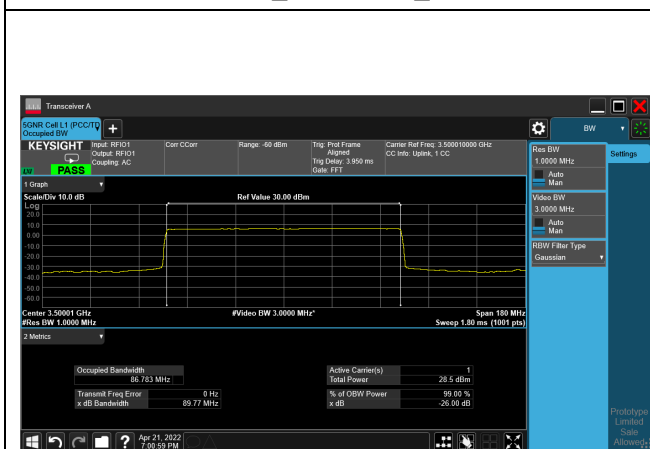 Transceiver A
5GNR Cell L1 (PCC/TD
Occupied BW
BW
KEYSIGHT
Input: RFIO1
Output: RFIO1
Coupling: AC
Corr CCorr
Range: -60 dBm
Trig: Prot Frame
Aligned
Trig Delay: 3.950 ms
Gate: FFT
Carrier Ref Freq: 3.500010000 GHz
CC Info: Uplink, 1 CC
PASS
Res BW
1.0000 MHz
Auto
Man
Settings
1 Graph
Scale/Div 10.0 dB
Ref Value 30.00 dBm
Log
20.0
10.0
0.00
-10.0
-20.0
-30.0
-40.0
-50.0
-60.0
Video BW
3.0000 MHz
Auto
Man
RBW Filter Type
Gaussian
Center 3.50001 GHz
#Video BW 3.0000 MHz*
Span 180 MHz
#Res BW 1.0000 MHz
Sweep 1.80 ms (1001 pts)
2 Metrics
Occupied Bandwidth
86.783 MHz
Active Carrier(s) 1
Total Power 28.5 dBm
Transmit Freq Error 0 Hz
x dB Bandwidth 89.77 MHz
% of OBW Power 99.00 %
x dB -26.00 dB
Prototype
Limited
Sale
Allowed
Apr 21, 2022
7:00:59 PM